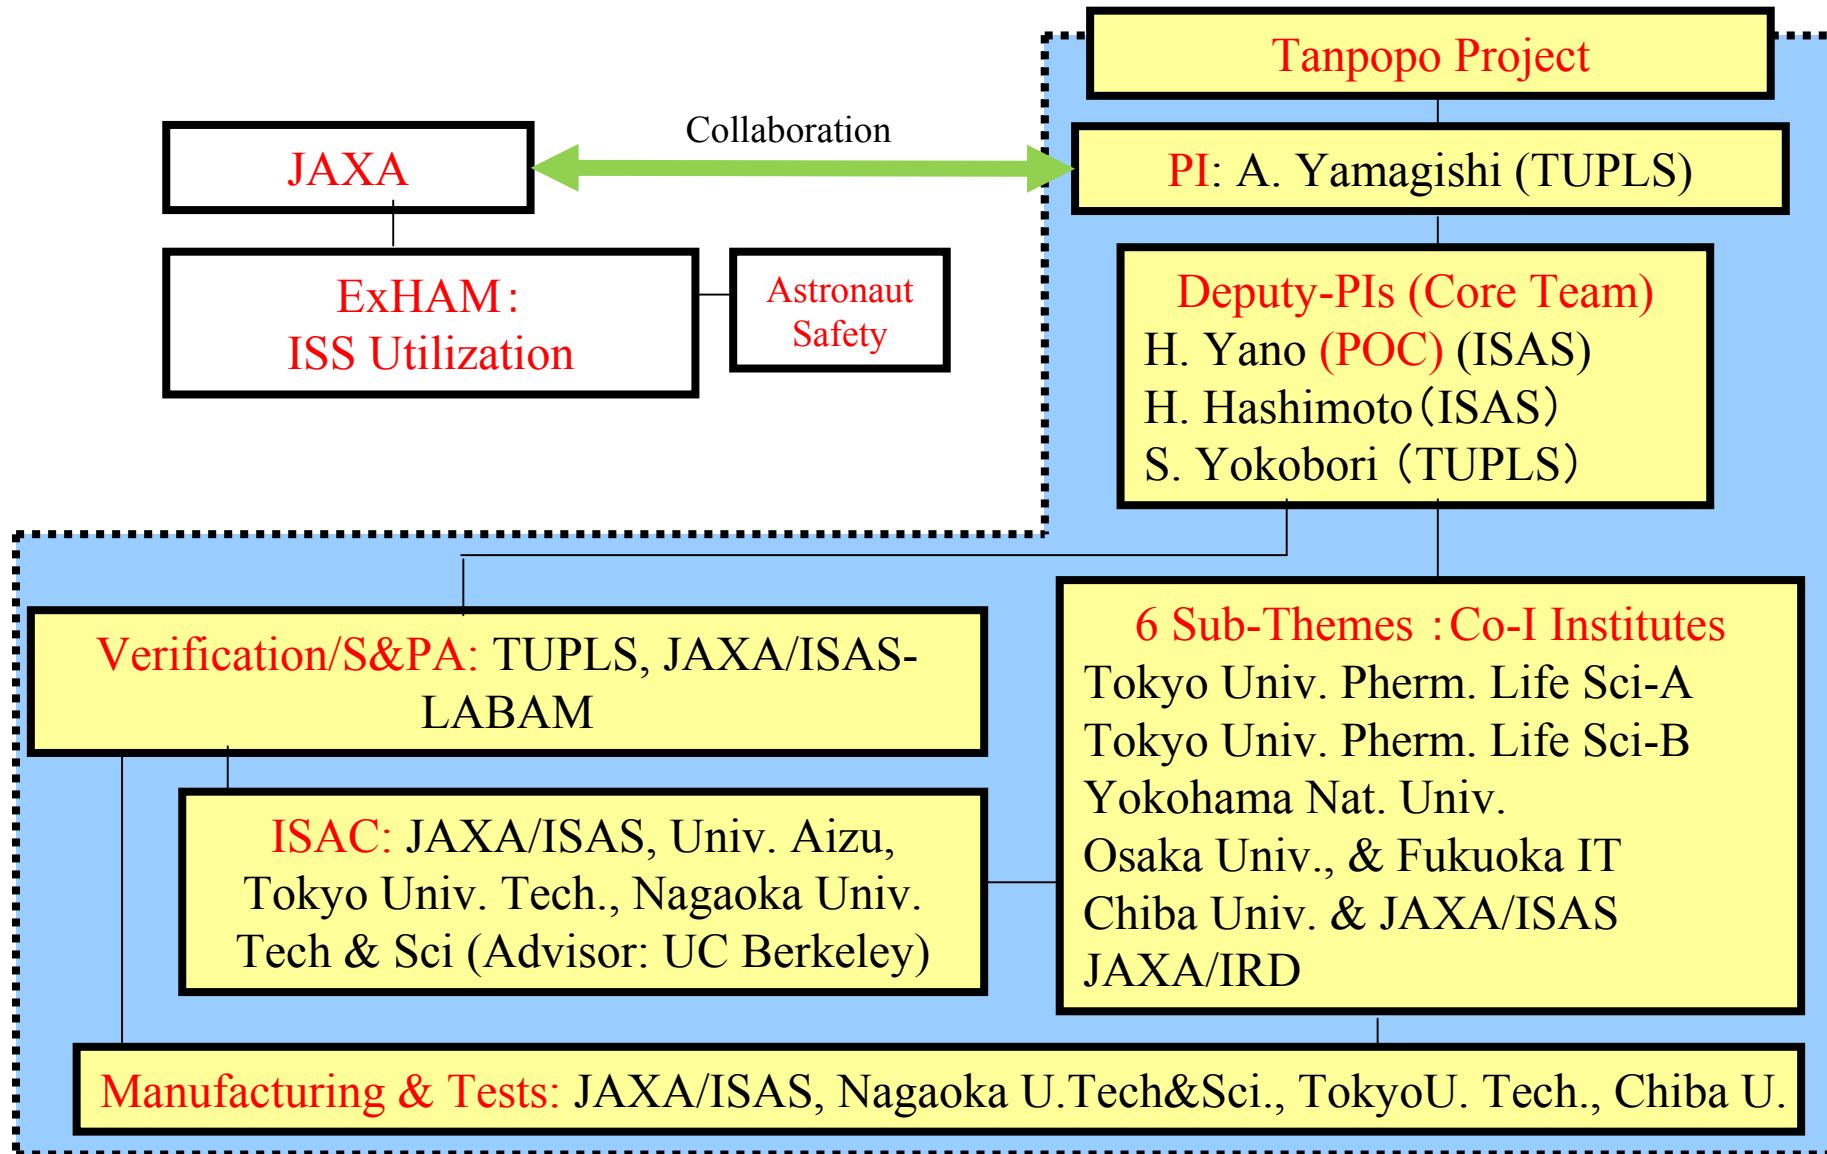 Tanpopo Project
Collaboration
JAXA
PI: A. Yamagishi (TUPLS)
ExHAM：
ISS Utilization
Astronaut
Safety
Deputy-PIs (Core Team)
H. Yano (POC) (ISAS)
H. Hashimoto（ISAS）
S. Yokobori（TUPLS）
Verification/S&PA: TUPLS, JAXA/ISAS-
LABAM
6 Sub-Themes：Co-I Institutes
Tokyo Univ. Pherm. Life Sci-A
Tokyo Univ. Pherm. Life Sci-B
Yokohama Nat. Univ.
Osaka Univ., & Fukuoka IT
Chiba Univ. & JAXA/ISAS
JAXA/IRD
ISAC: JAXA/ISAS, Univ. Aizu,
Tokyo Univ. Tech., Nagaoka Univ.
Tech & Sci (Advisor: UC Berkeley)
Manufacturing & Tests: JAXA/ISAS, Nagaoka U.Tech&Sci., TokyoU. Tech., Chiba U.